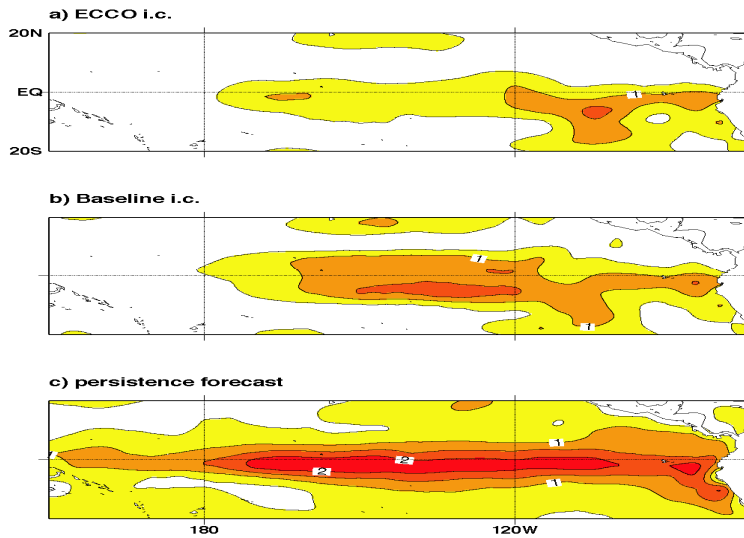 a) ECCO i.c.
20N
EQ
1
20S
b) Baseline i.c.
1
1
c) persistence forecast
1
1
2
2
1
180
120W